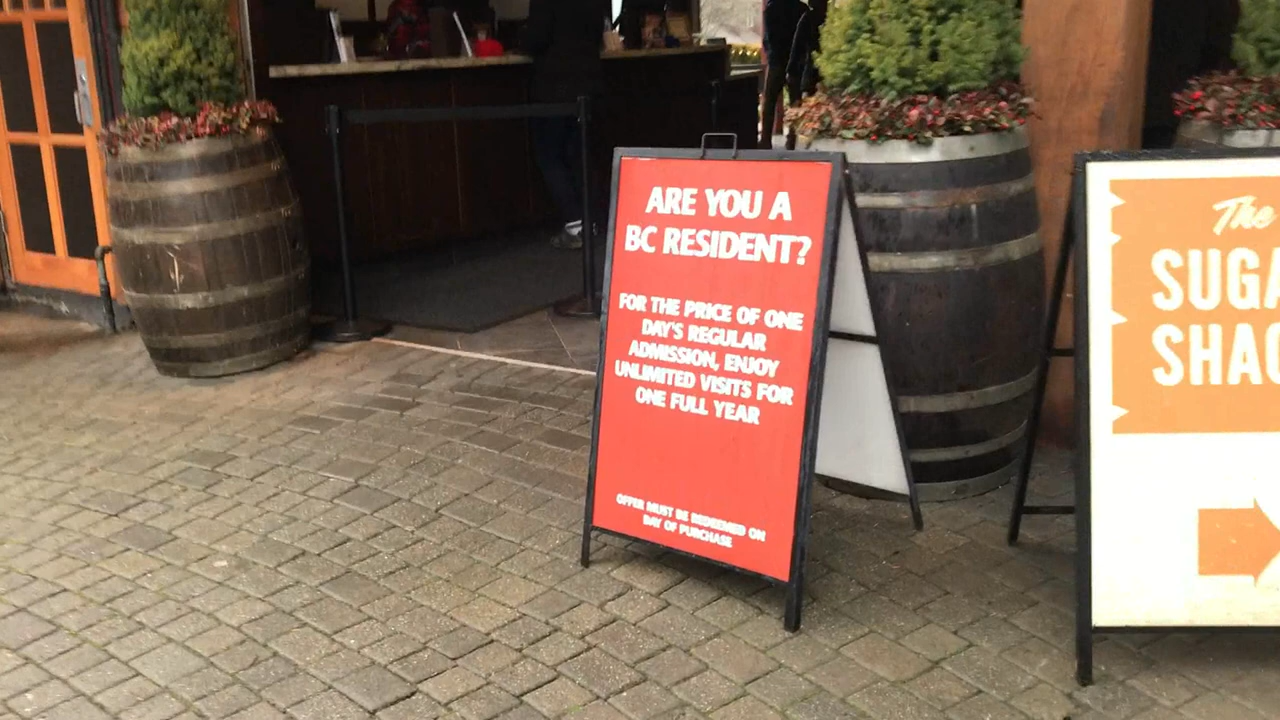 ARE YOU A
BC RESIDENT?
FOR THE PRICE OF ONE
DAY'S REGULAR
ADMISSION, ENJOY
UNLIMITED VISITS FOR
ONE FULL YEAR
OFFER MUST BE REDEEMED ON
DAY OF PURCHASE
The
SUGA
SHAC